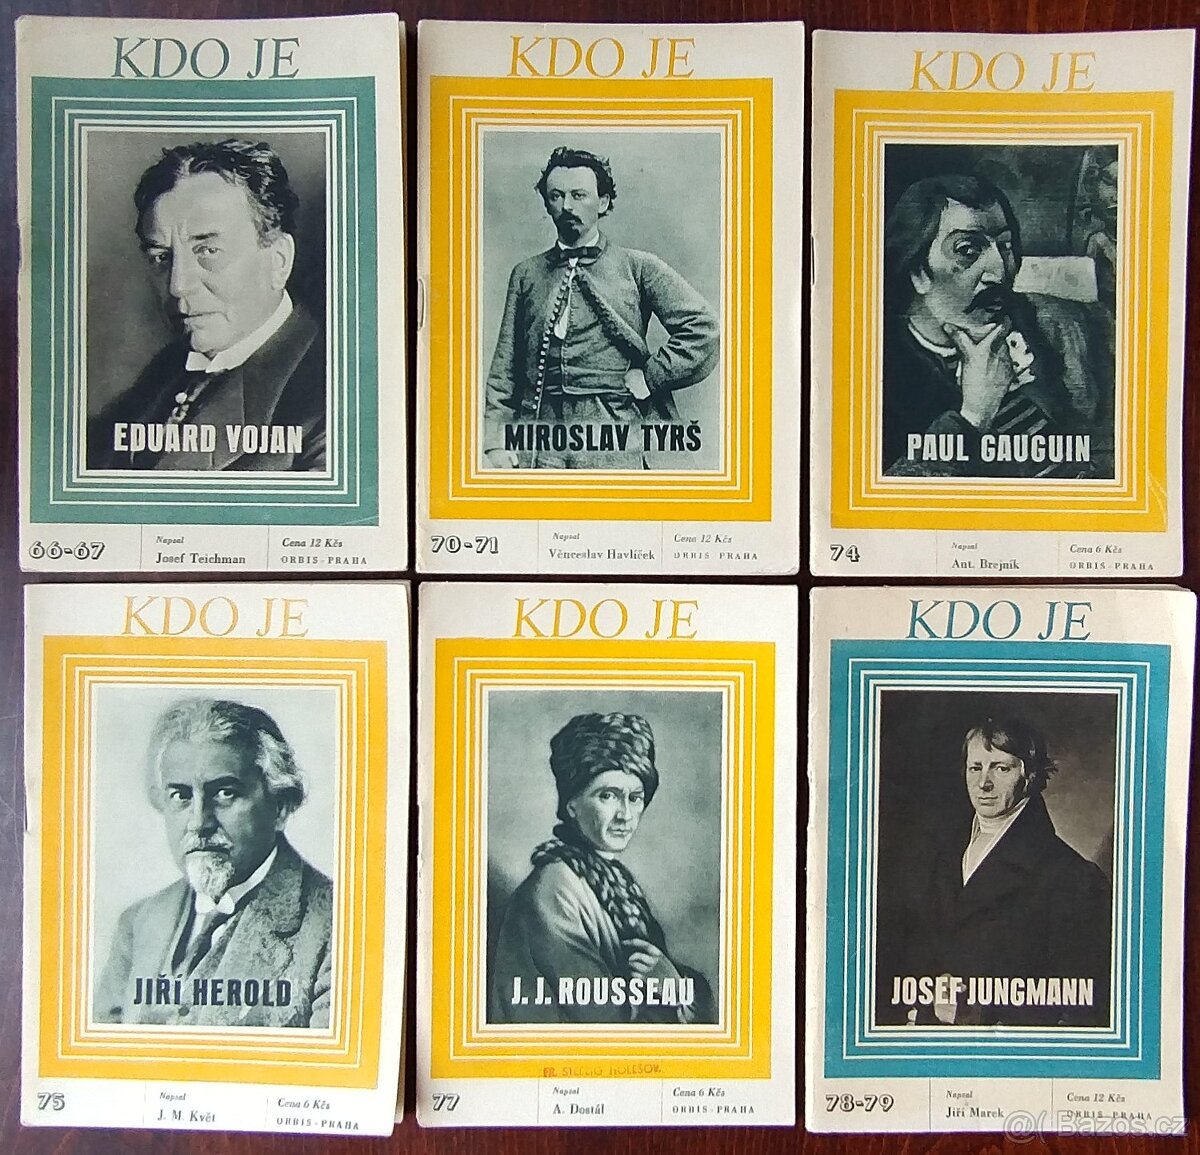 KDO JE
EDUARD VOJAN
66-67
Napsal
Josef Teichman
Cena 12 Kčs
ORBIS - PRAHA
KDO JE
MIROSLAV TYRŠ
70-71
Napsal
Věnceslav Havlíček
Cena 12 Kčs
ORBIS - PRAHA
KDO JE
PAUL GAUGUIN
74
Napsal
Ant. Brejník
Cena 6 Kčs
ORBIS - PRAHA
KDO JE
JIŘÍ HEROLD
75
Napsal
J. M. Květ
Cena 6 Kčs
ORBIS - PRAHA
KDO JE
J. J. ROUSSEAU
HOLEŠOV
77
Napsal
A. Dostál
Cena 6 Kčs
ORBIS - PRAHA
KDO JE
JOSEF JUNGMANN
78-79
Napsal
Jiří Marek
Cena 12 Kčs
ORBIS - PRAHA
Bazos.cz